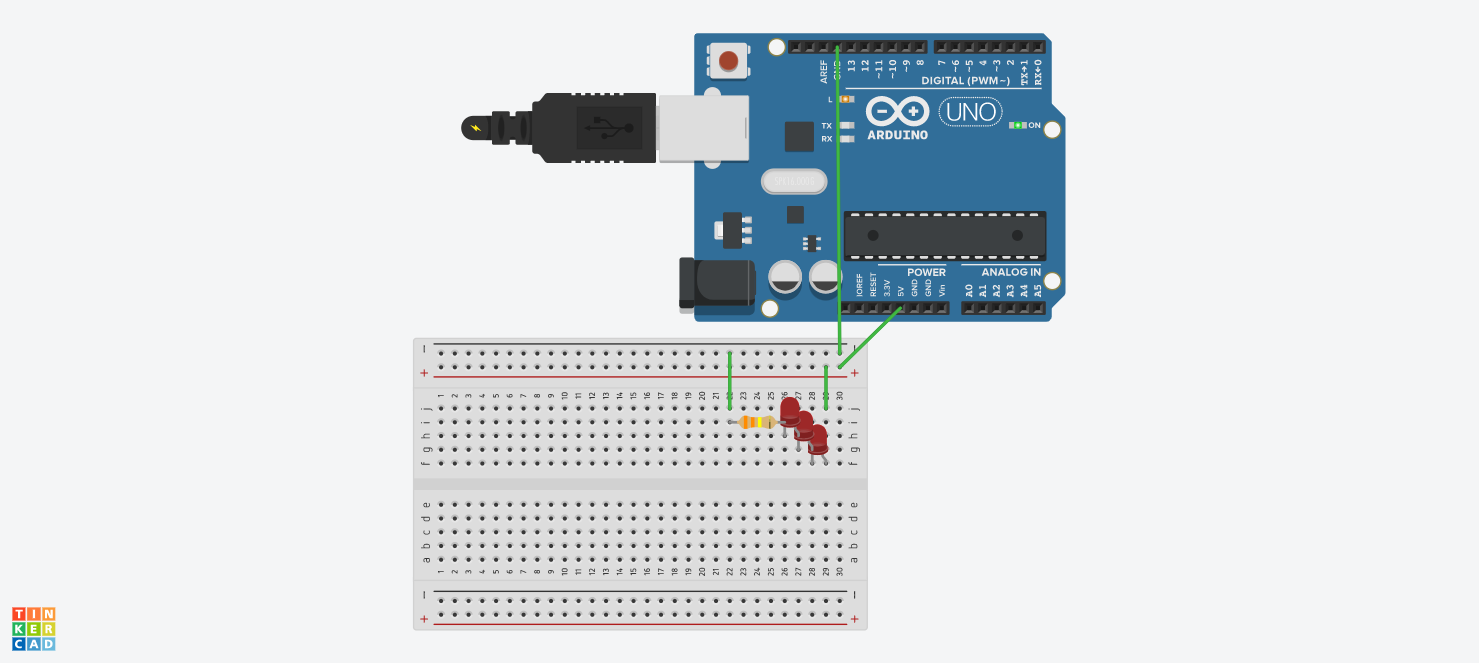 AREF
GND
13
12
~11
~10
~9
8
7
~6
~5
4
~3
2
TX→1
RX←0
DIGITAL (PWM~)
L
TX
RX
UNO
ARDUINO
ON
POWER
ANALOG IN
IOREF
RESET
3.3V
5V
GND
GND
Vin
A0
A1
A2
A3
A4
A5
− −
+ +
1 2 3 4 5 6 7 8 9 10 11 12 13 14 15 16 17 18 19 20 21 22 23 24 25 26 27 28 29 30
j j
i i
h h
g g
f f
e e
d d
c c
b b
a a
1 2 3 4 5 6 7 8 9 10 11 12 13 14 15 16 17 18 19 20 21 22 23 24 25 26 27 28 29 30
− −
+ +
TIN
KER
CAD